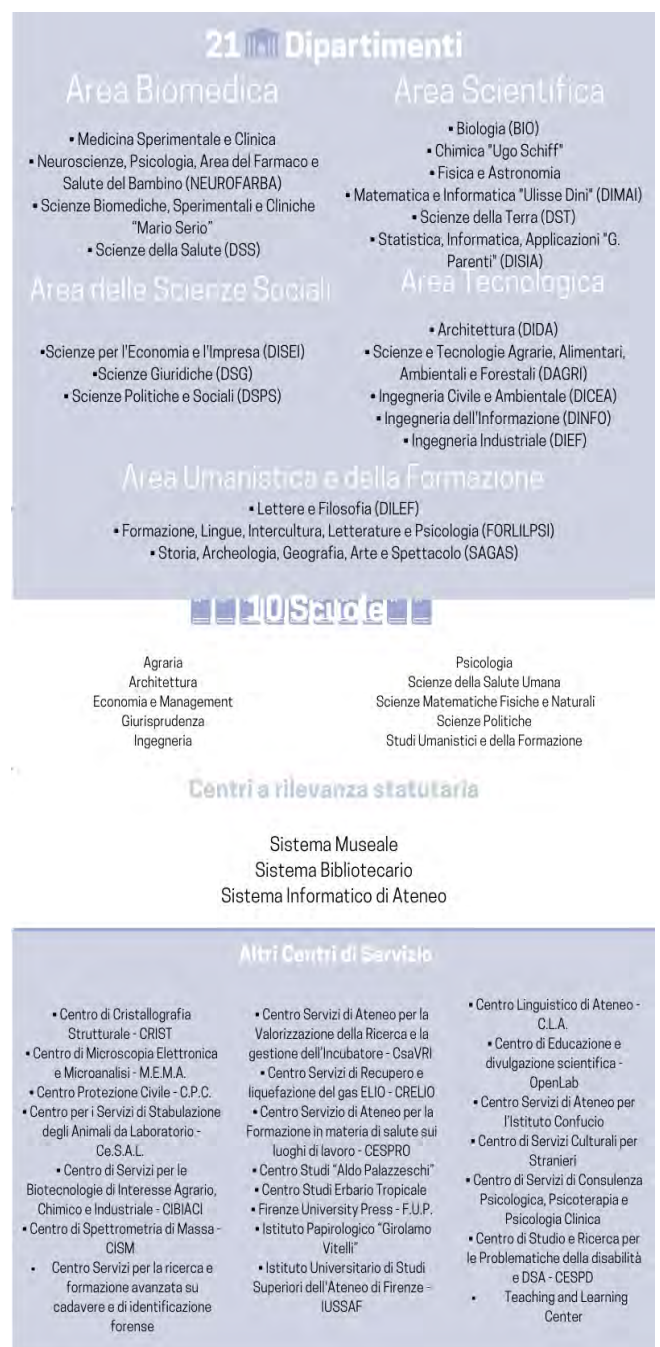 21 Dipartimenti
Area Biomedica
▪ Medicina Sperimentale e Clinica
▪ Neuroscienze, Psicologia, Area del Farmaco e
Salute del Bambino (NEUROFARBA)
▪ Scienze Biomediche, Sperimentali e Cliniche
"Mario Serio"
▪ Scienze della Salute (DSS)
Area Scientifica
▪ Biologia (BIO)
▪ Chimica "Ugo Schiff"
▪ Fisica e Astronomia
▪ Matematica e Informatica "Ulisse Dini" (DIMAI)
▪ Scienze della Terra (DST)
▪ Statistica, Informatica, Applicazioni "G.
Parenti" (DISIA)
Area delle Scienze Sociali
▪Scienze per l'Economia e l'Impresa (DISEI)
▪Scienze Giuridiche (DSG)
▪ Scienze Politiche e Sociali (DSPS)
Area Tecnologica
▪ Architettura (DIDA)
▪ Scienze e Tecnologie Agrarie, Alimentari,
Ambientali e Forestali (DAGRI)
▪ Ingegneria Civile e Ambientale (DICEA)
▪ Ingegneria dell'Informazione (DINFO)
▪ Ingegneria Industriale (DIEF)
Area Umanistica e della Formazione
▪ Lettere e Filosofia (DILEF)
▪ Formazione, Lingue, Intercultura, Letterature e Psicologia (FORLILPSI)
▪ Storia, Archeologia, Geografia, Arte e Spettacolo (SAGAS)
10 Scuole
Agraria
Architettura
Economia e Management
Giurisprudenza
Ingegneria
Psicologia
Scienze della Salute Umana
Scienze Matematiche Fisiche e Naturali
Scienze Politiche
Studi Umanistici e della Formazione
Centri a rilevanza statutaria
Sistema Museale
Sistema Bibliotecario
Sistema Informatico di Ateneo
Altri Centri di Servizio
▪ Centro di Cristallografia
Strutturale - CRIST
▪ Centro di Microscopia Elettronica
e Microanalisi - M.E.M.A.
▪ Centro Protezione Civile - C.P.C.
▪ Centro per i Servizi di Stabulazione
degli Animali da Laboratorio -
Ce.S.A.L.
▪ Centro di Servizi per le
Biotecnologie di Interesse Agrario,
Chimico e Industriale - CIBIACI
▪ Centro di Spettrometria di Massa -
CISM
• Centro Servizi per la ricerca e
formazione avanzata su
cadavere e di identificazione
forense
▪ Centro Servizi di Ateneo per la
Valorizzazione della Ricerca e la
gestione dell'Incubatore - CsaVRI
▪ Centro Servizi di Recupero e
liquefazione del gas ELIO - CRELIO
▪ Centro Servizio di Ateneo per la
Formazione in materia di salute sui
luoghi di lavoro - CESPRO
▪ Centro Studi "Aldo Palazzeschi"
▪ Centro Studi Erbario Tropicale
▪ Firenze University Press - F.U.P.
▪ Istituto Papirologico "Girolamo
Vitelli"
▪ Istituto Universitario di Studi
Superiori dell'Ateneo di Firenze -
IUSSAF
▪ Centro Linguistico di Ateneo -
C.L.A.
▪ Centro di Educazione e
divulgazione scientifica -
OpenLab
▪ Centro Servizi di Ateneo per
l'Istituto Confucio
▪ Centro di Servizi Culturali per
Stranieri
▪ Centro di Servizi di Consulenza
Psicologica, Psicoterapia e
Psicologia Clinica
▪ Centro di Studio e Ricerca per
le Problematiche della disabilità
e DSA - CESPD
• Teaching and Learning
Center